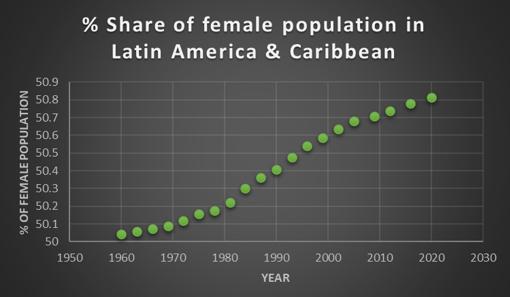 % Share of female population in
Latin America & Caribbean
% OF FEMALE POPULATION
50.9
50.8
50.7
50.6
50.5
50.4
50.3
50.2
50.1
50
1950 1960 1970 1980 1990 2000 2010 2020 2030
YEAR